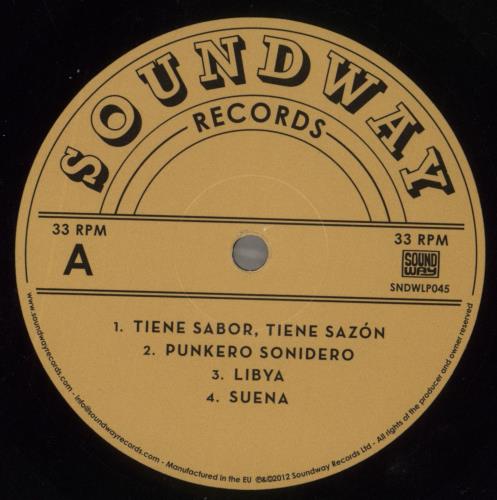 SOUNDWAY
RECORDS
33 RPM
A
33 RPM
SOUND
WAY
SNDWLP045
1. TIENE SABOR, TIENE SAZÓN
2. PUNKERO SONIDERO
3. LIBYA
4. SUENA
www.soundwayrecords.com - info@soundwayrecords.com - Manufactured in the EU ℗&©2012 Soundway Records Ltd - All rights of the producer and owner reserved